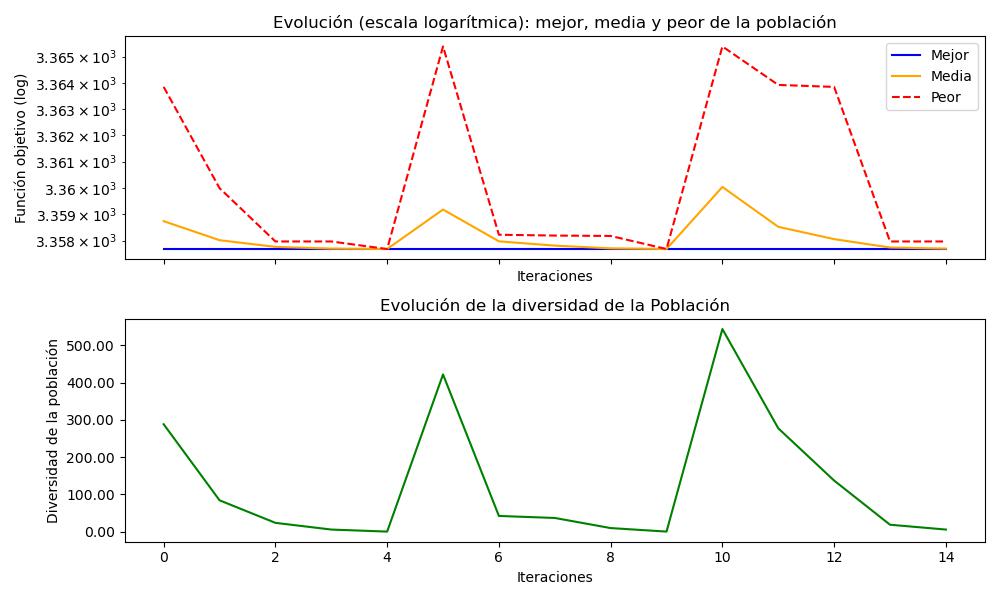 Evolución (escala logarítmica): mejor, media y peor de la población
Función objetivo (log)
3.365 × 10³
3.364 × 10³
3.363 × 10³
3.362 × 10³
3.361 × 10³
3.36 × 10³
3.359 × 10³
3.358 × 10³
Mejor
Media
Peor
Iteraciones
Evolución de la diversidad de la Población
Diversidad de la población
500.00
400.00
300.00
200.00
100.00
0.00
0 2 4 6 8 10 12 14
Iteraciones